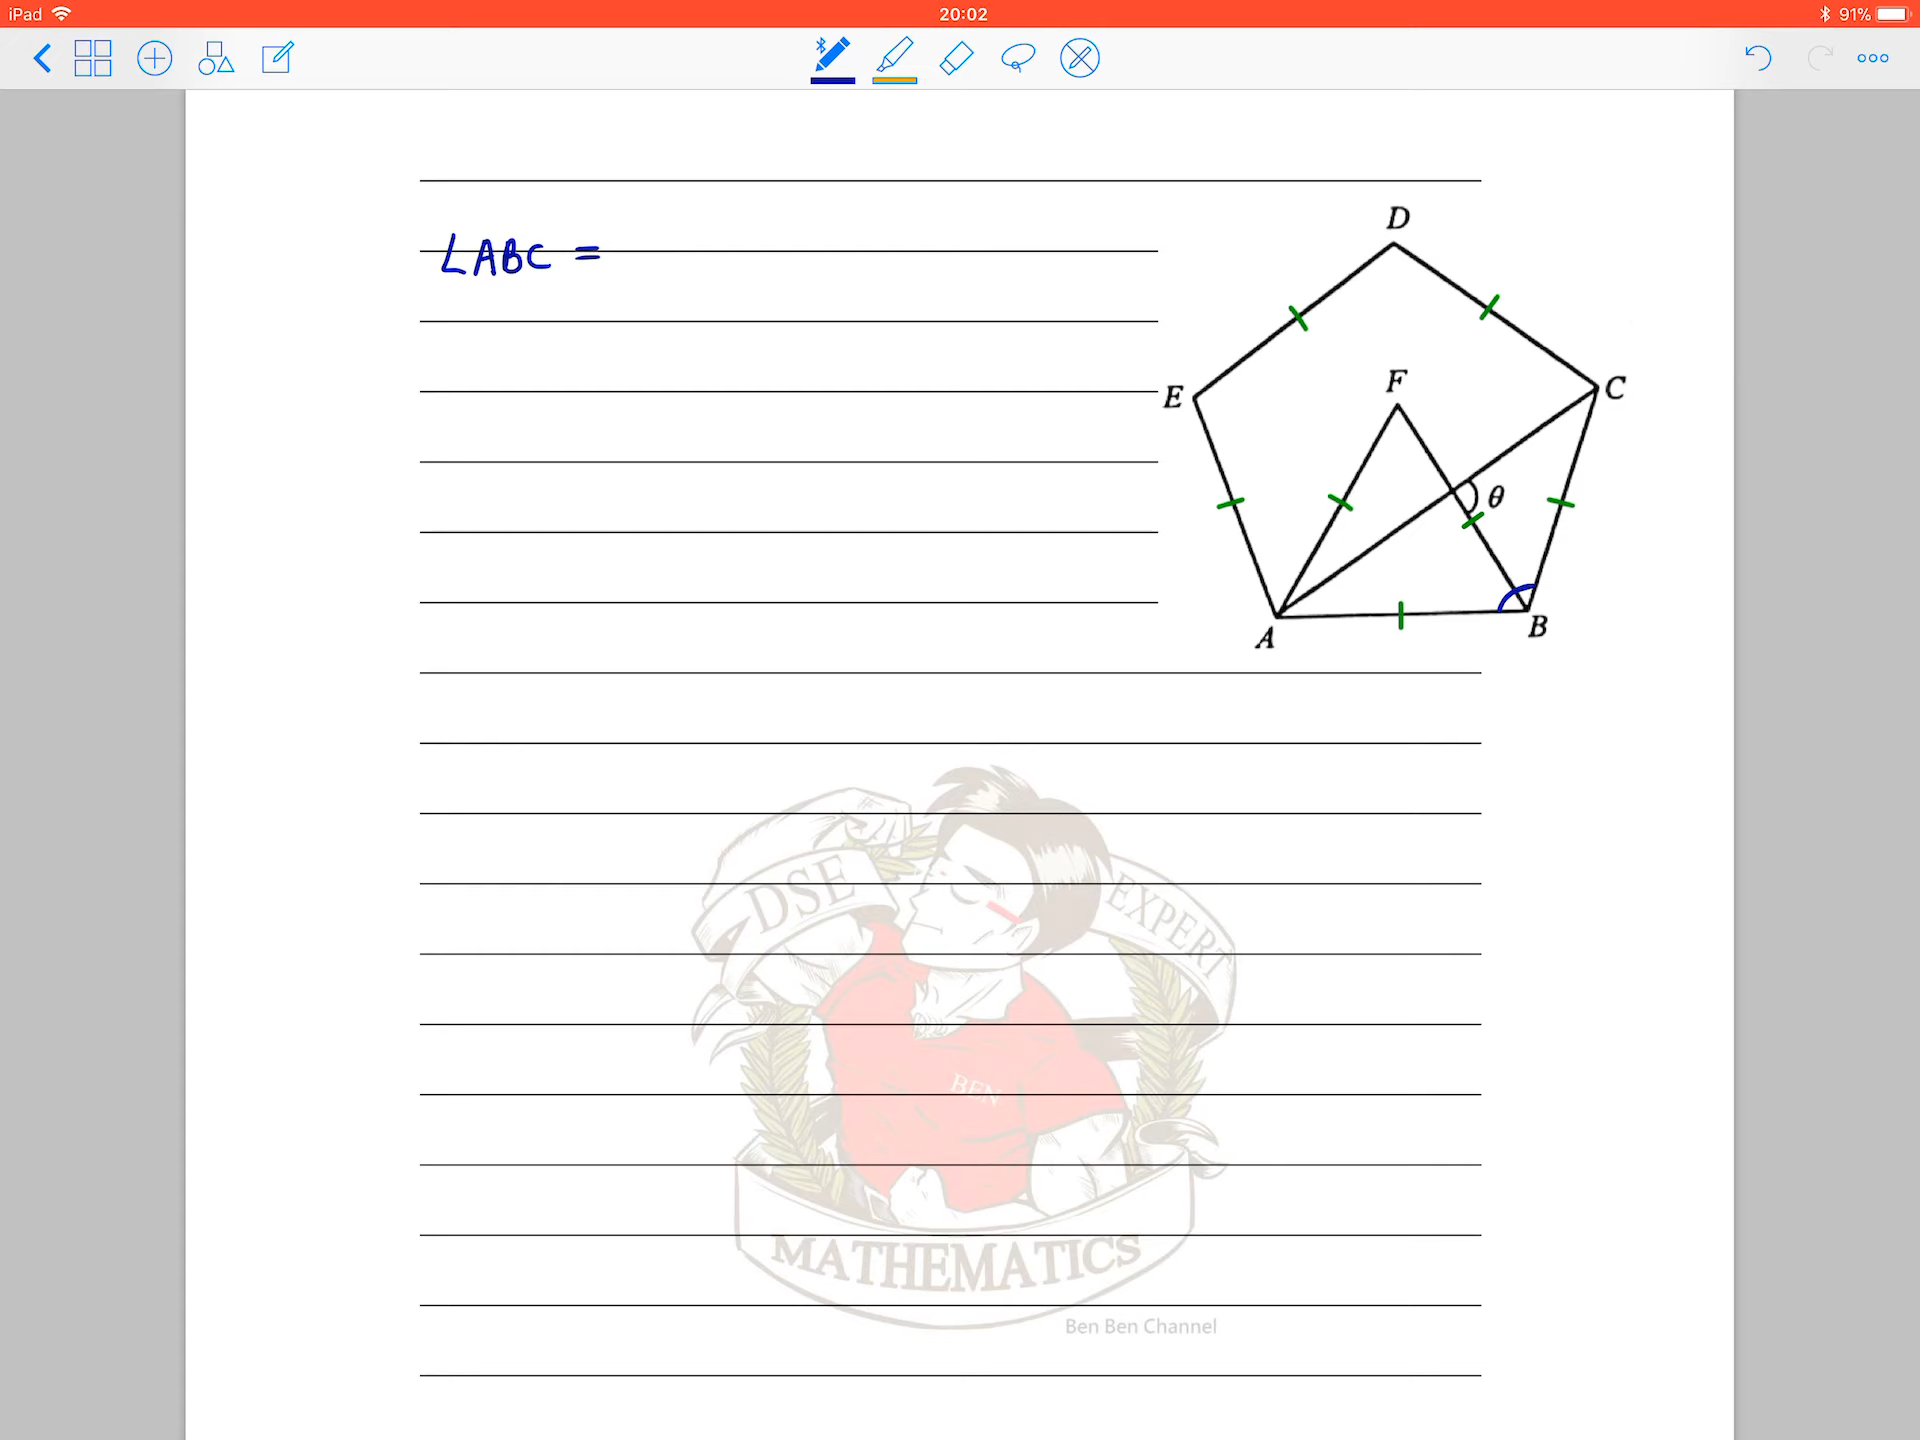 iPad 20:02 91%
∠ABC =
D
F
E
C
θ
A
B
DSE EXPERT
BEN
MATHEMATICS
Ben Ben Channel